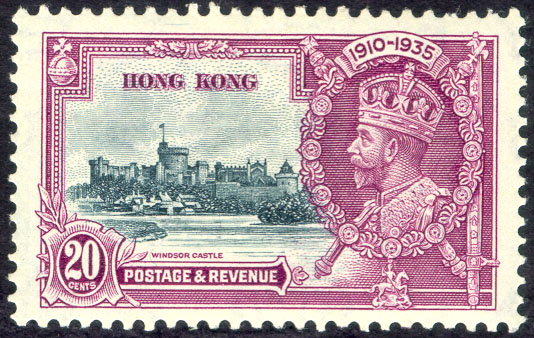 1910-1935
HONG KONG
WINDSOR CASTLE
20
CENTS
POSTAGE & REVENUE